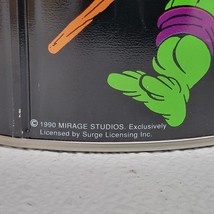 © 1990 MIRAGE STUDIOS. Exclusively
Licensed by Surge Licensing Inc.